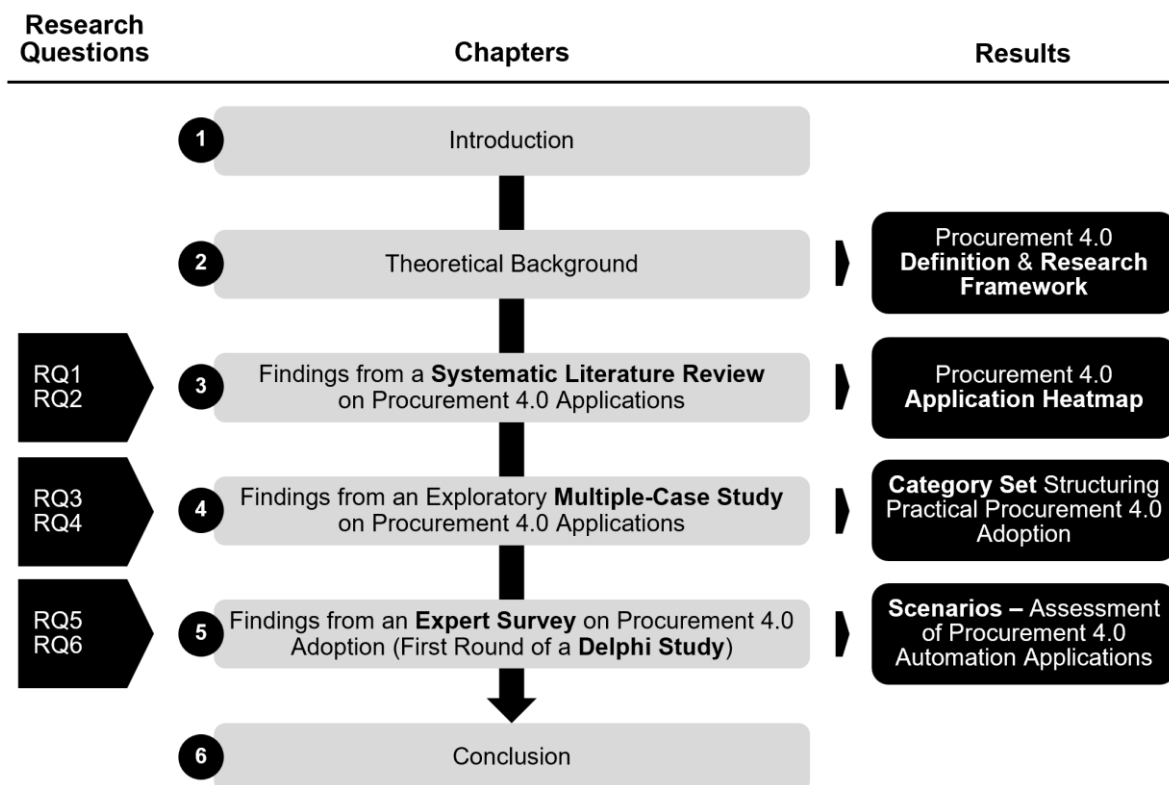 Research
Questions
Chapters
Results
1
Introduction
2
Theoretical Background
Procurement 4.0
Definition & Research
Framework
RQ1
RQ2
3
Findings from a Systematic Literature Review
on Procurement 4.0 Applications
Procurement 4.0
Application Heatmap
RQ3
RQ4
4
Findings from an Exploratory Multiple-Case Study
on Procurement 4.0 Applications
Category Set Structuring
Practical Procurement 4.0
Adoption
RQ5
RQ6
5
Findings from an Expert Survey on Procurement 4.0
Adoption (First Round of a Delphi Study)
Scenarios – Assessment
of Procurement 4.0
Automation Applications
6
Conclusion